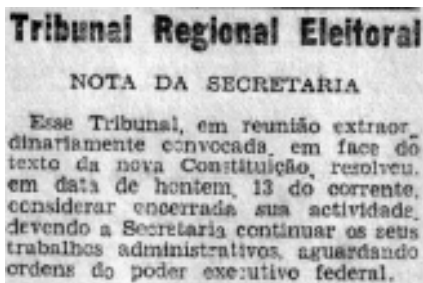 Tribunal Regional Eleitoral
NOTA DA SECRETARIA
Esse Tribunal, em reunião extraor_
dinariamente convocada, em face do
texto da nova Constituição, resolveu,
em data de hontem, 13 do corrente,
considerar encerrada sua actividade,
devendo a Secretaria continuar os seus
trabalhos administrativos, aguardando
ordens do poder executivo federal.